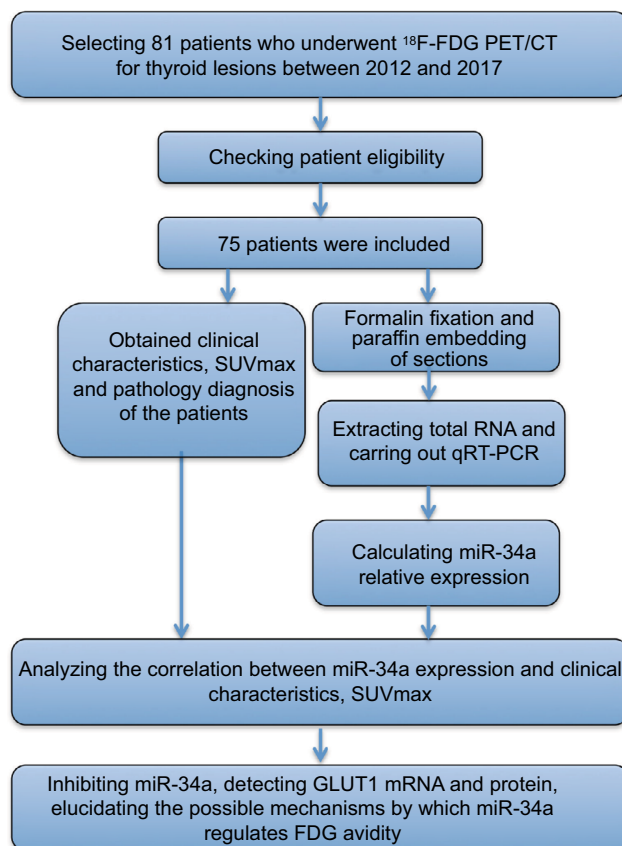 Selecting 81 patients who underwent ¹⁸F-FDG PET/CT
for thyroid lesions between 2012 and 2017
Checking patient eligibility
75 patients were included
Obtained clinical
characteristics, SUVmax
and pathology diagnosis
of the patients
Formalin fixation and
paraffin embedding
of sections
Extracting total RNA and
carring out qRT-PCR
Calculating miR-34a
relative expression
Analyzing the correlation between miR-34a expression and clinical
characteristics, SUVmax
Inhibiting miR-34a, detecting GLUT1 mRNA and protein,
elucidating the possible mechanisms by which miR-34a
regulates FDG avidity